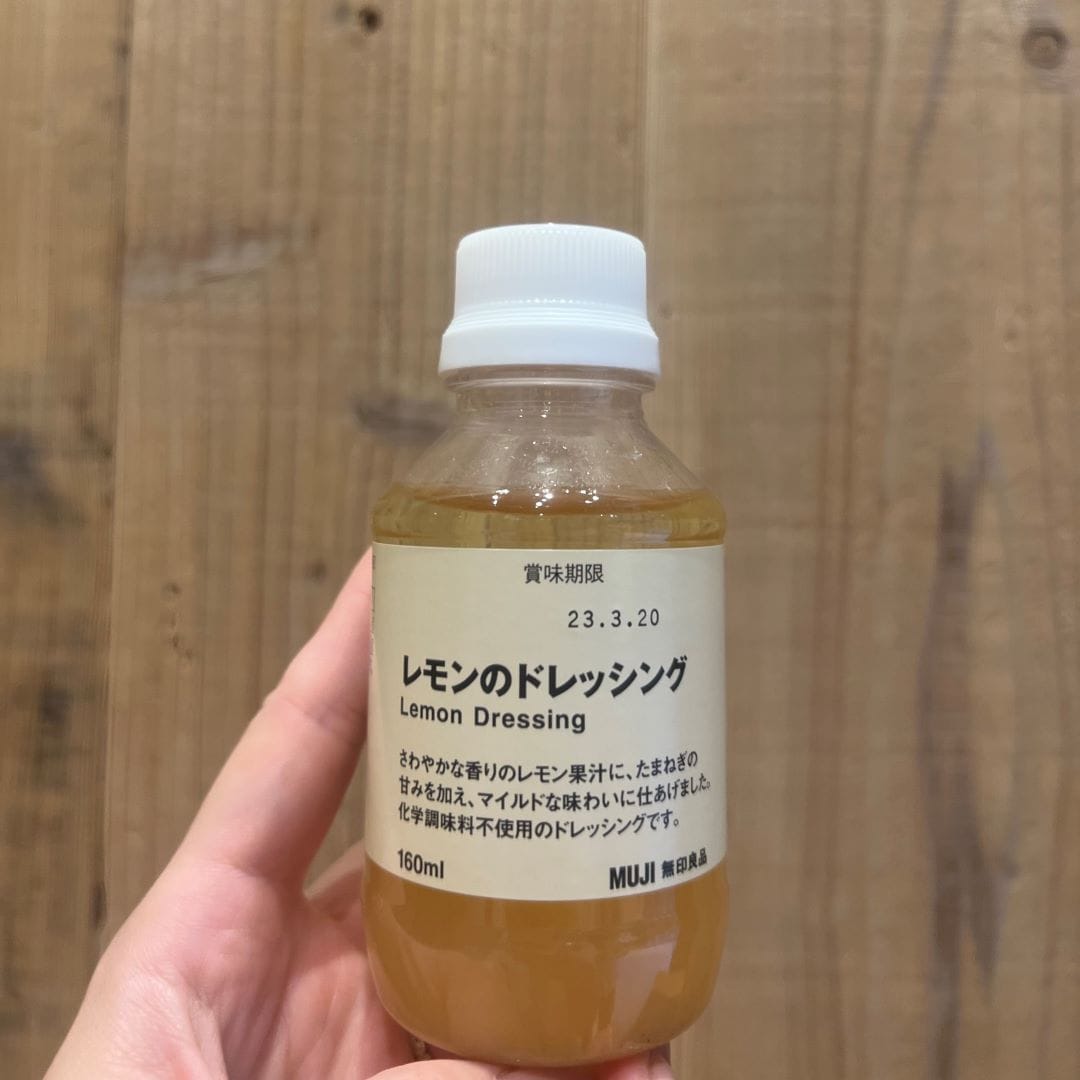 賞味期限
23.3.20
レモンのドレッシング
Lemon Dressing
さわやかな香りのレモン果汁に、たまねぎの
甘みを加え、マイルドな味わいに仕あげました。
化学調味料不使用のドレッシングです。
160ml
MUJI 無印良品